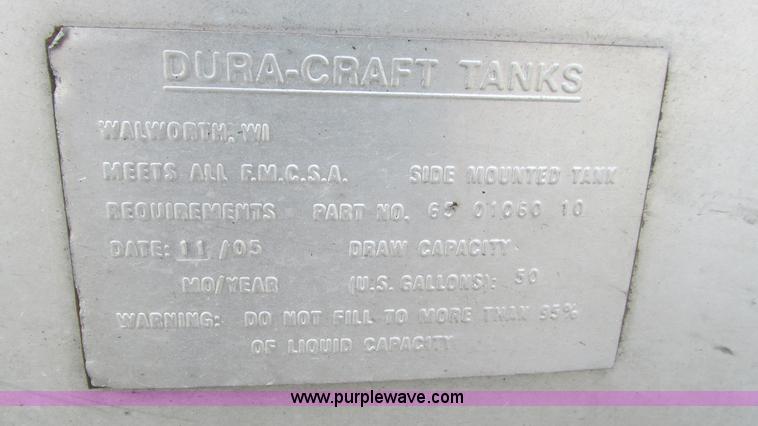 DURA-CRAFT TANKS
WALWORTH, WI
MEETS ALL F.M.C.S.A. SIDE MOUNTED TANK
REQUIREMENTS PART NO. 65 01060 10
DATE: 11 /05 DRAW CAPACITY
MO/YEAR (U.S. GALLONS): 50
WARNING: DO NOT FILL TO MORE THAN 95%
OF LIQUID CAPACITY
www.purplewave.com